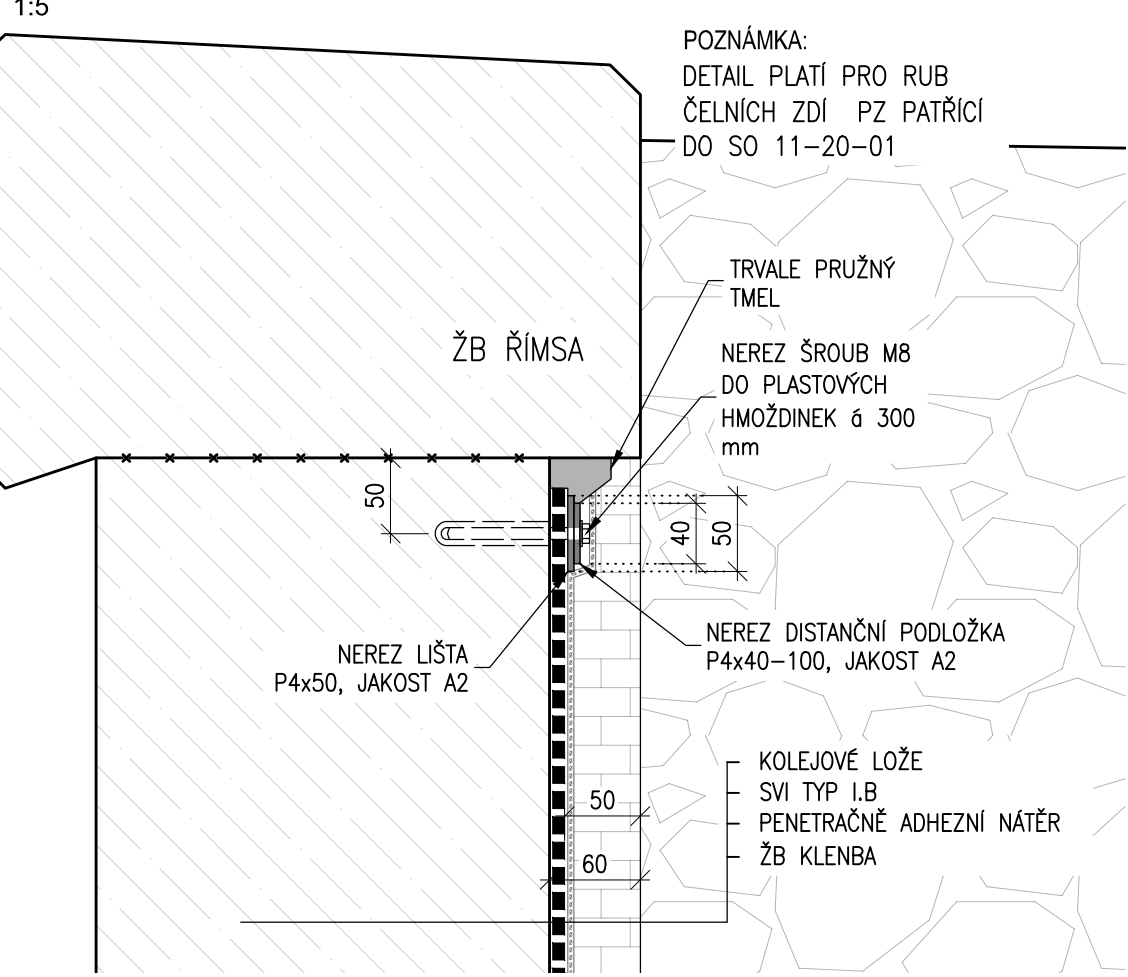 1:5
POZNÁMKA:
DETAIL PLATÍ PRO RUB
ČELNÍCH ZDÍ PZ PATŘÍCÍ
DO SO 11-20-01
TRVALE PRUŽNÝ
TMEL
ŽB ŘÍMSA
NEREZ ŠROUB M8
DO PLASTOVÝCH
HMOŽDINEK á 300
mm
50
40
50
NEREZ DISTANČNÍ PODLOŽKA
P4x40-100, JAKOST A2
NEREZ LIŠTA
P4x50, JAKOST A2
KOLEJOVÉ LOŽE
SVI TYP I.B
PENETRAČNĚ ADHEZNÍ NÁTĚR
ŽB KLENBA
50
60